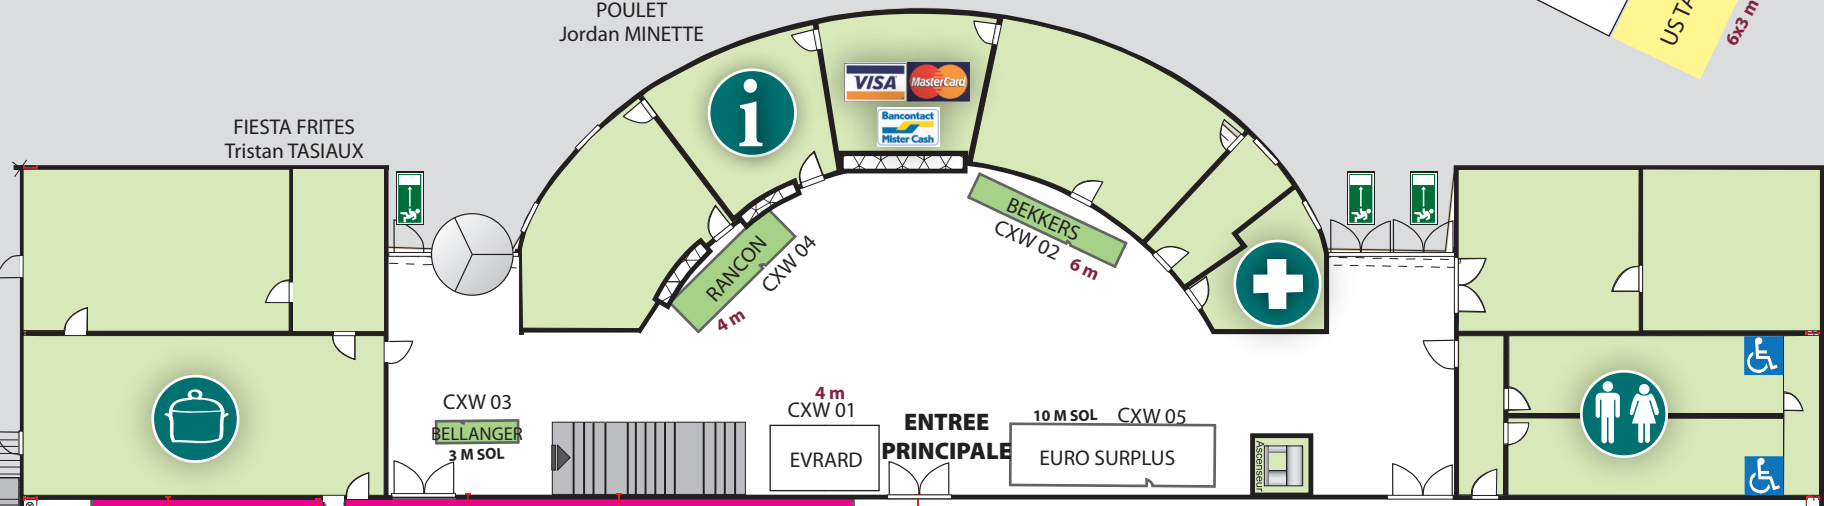 POULET
Jordan MINETTE
US TA
6x3 m
FIESTA FRITES
Tristan TASIAUX
VISA
MasterCard
Bancontact
Mister Cash
i
RANCON
CXW 04
4 m
BEKKERS
CXW 02
6 m
CXW 03
BELLANGER
3 M SOL
4 m
CXW 01
EVRARD
ENTREE
PRINCIPALE
10 M SOL
CXW 05
EURO SURPLUS
Ascenseur